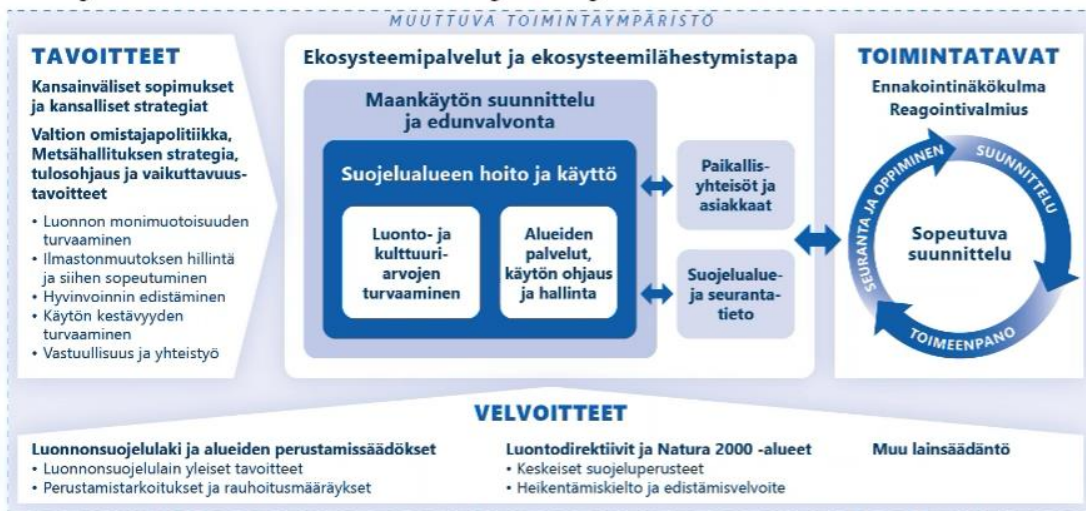 MUUTTUVA TOIMINTAYMPÄRISTÖ
TAVOITTEET
Kansainväliset sopimukset
ja kansalliset strategiat
Valtion omistajapolitiikka,
Metsähallituksen strategia,
tulosohjaus ja vaikuttavuus-
tavoitteet
• Luonnon monimuotoisuuden
turvaaminen
• Ilmastonmuutoksen hillintä
ja siihen sopeutuminen
• Hyvinvoinnin edistäminen
• Käytön kestävyyden
turvaaminen
• Vastuullisuus ja yhteistyö
Ekosysteemipalvelut ja ekosysteemilähestymistapa
Maankäytön suunnittelu
ja edunvalvonta
Suojelualueen hoito ja käyttö
Luonto- ja
kulttuuri-
arvojen
turvaaminen
Alueiden
palvelut,
käytön ohjaus
ja hallinta
Paikallis-
yhteisöt ja
asiakkaat
Suojelualue-
ja seuranta-
tieto
TOIMINTATAVAT
Ennakointinäkökulma
Reagointivalmius
SEURANTA JA OPPIMINEN
SUUNNITTELU
Sopeutuva
suunnittelu
TOIMEENPANO
VELVOITTEET
Luonnonsuojelulaki ja alueiden perustamissäädökset
• Luonnonsuojelulain yleiset tavoitteet
• Perustamistarkoitukset ja rauhoitusmääräykset
Luontodirektiivit ja Natura 2000 -alueet
• Keskeiset suojeluperusteet
• Heikentämiskielto ja edistämisvelvoite
Muu lainsäädäntö